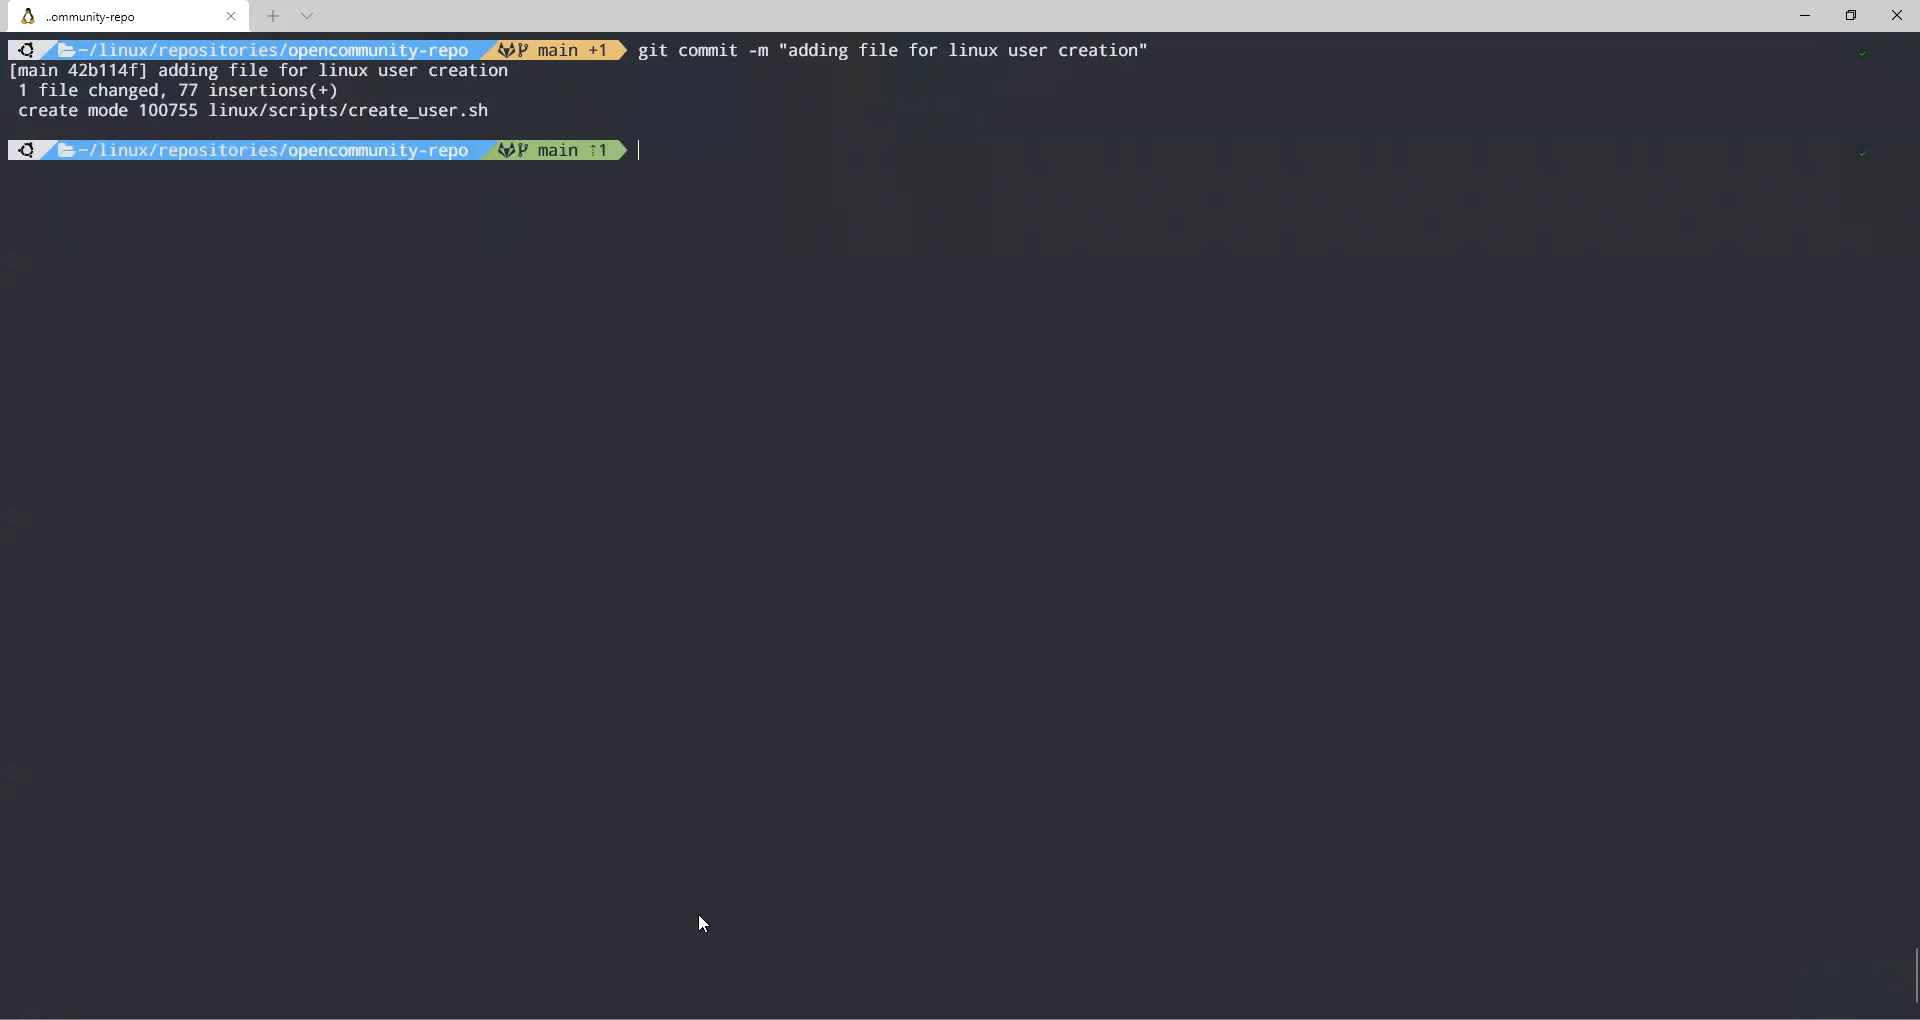 ..ommunity-repo
~/linux/repositories/opencommunity-repo main +1 git commit -m "adding file for linux user creation"
[main 42b114f] adding file for linux user creation
1 file changed, 77 insertions(+)
create mode 100755 linux/scripts/create_user.sh
~/linux/repositories/opencommunity-repo main ⇡1